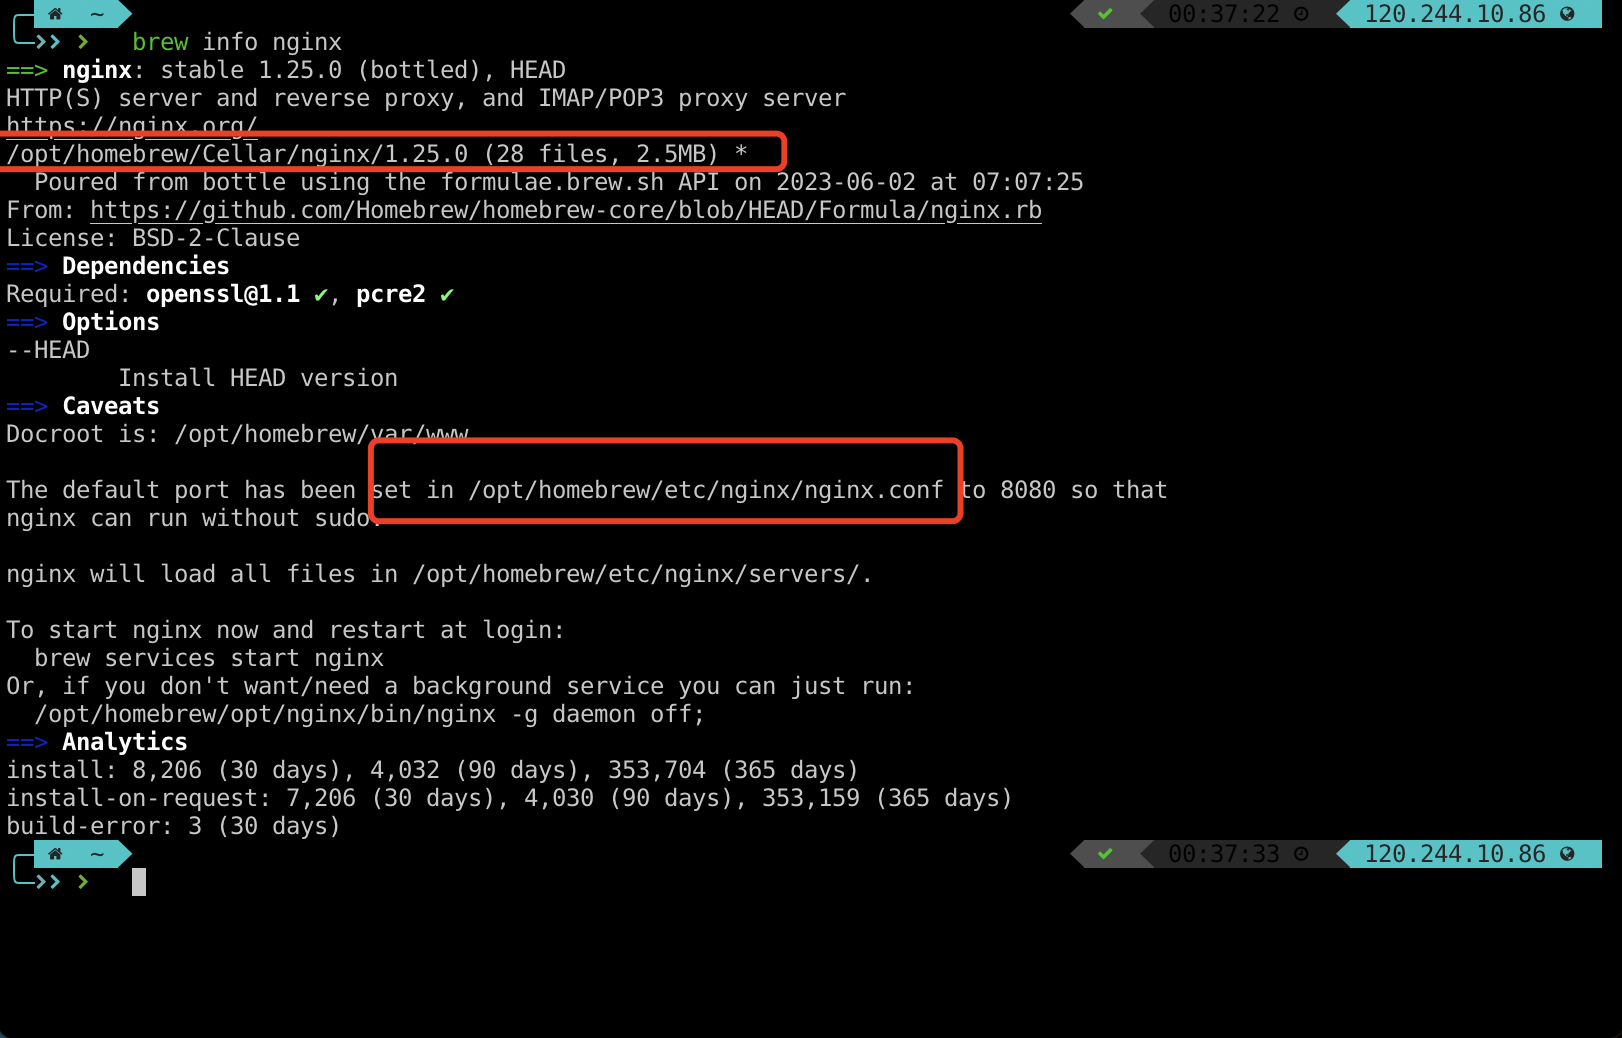 ~ 00:37:22 120.244.10.86
brew info nginx
==> nginx: stable 1.25.0 (bottled), HEAD
HTTP(S) server and reverse proxy, and IMAP/POP3 proxy server
https://nginx.org/
/opt/homebrew/Cellar/nginx/1.25.0 (28 files, 2.5MB) *
  Poured from bottle using the formulae.brew.sh API on 2023-06-02 at 07:07:25
From: https://github.com/Homebrew/homebrew-core/blob/HEAD/Formula/nginx.rb
License: BSD-2-Clause
==> Dependencies
Required: openssl@1.1 ✔, pcre2 ✔
==> Options
--HEAD
        Install HEAD version
==> Caveats
Docroot is: /opt/homebrew/var/www
The default port has been set in /opt/homebrew/etc/nginx/nginx.conf to 8080 so that
nginx can run without sudo.
nginx will load all files in /opt/homebrew/etc/nginx/servers/.
To start nginx now and restart at login:
  brew services start nginx
Or, if you don't want/need a background service you can just run:
  /opt/homebrew/opt/nginx/bin/nginx -g daemon off;
==> Analytics
install: 8,206 (30 days), 4,032 (90 days), 353,704 (365 days)
install-on-request: 7,206 (30 days), 4,030 (90 days), 353,159 (365 days)
build-error: 3 (30 days)
~ 00:37:33 120.244.10.86